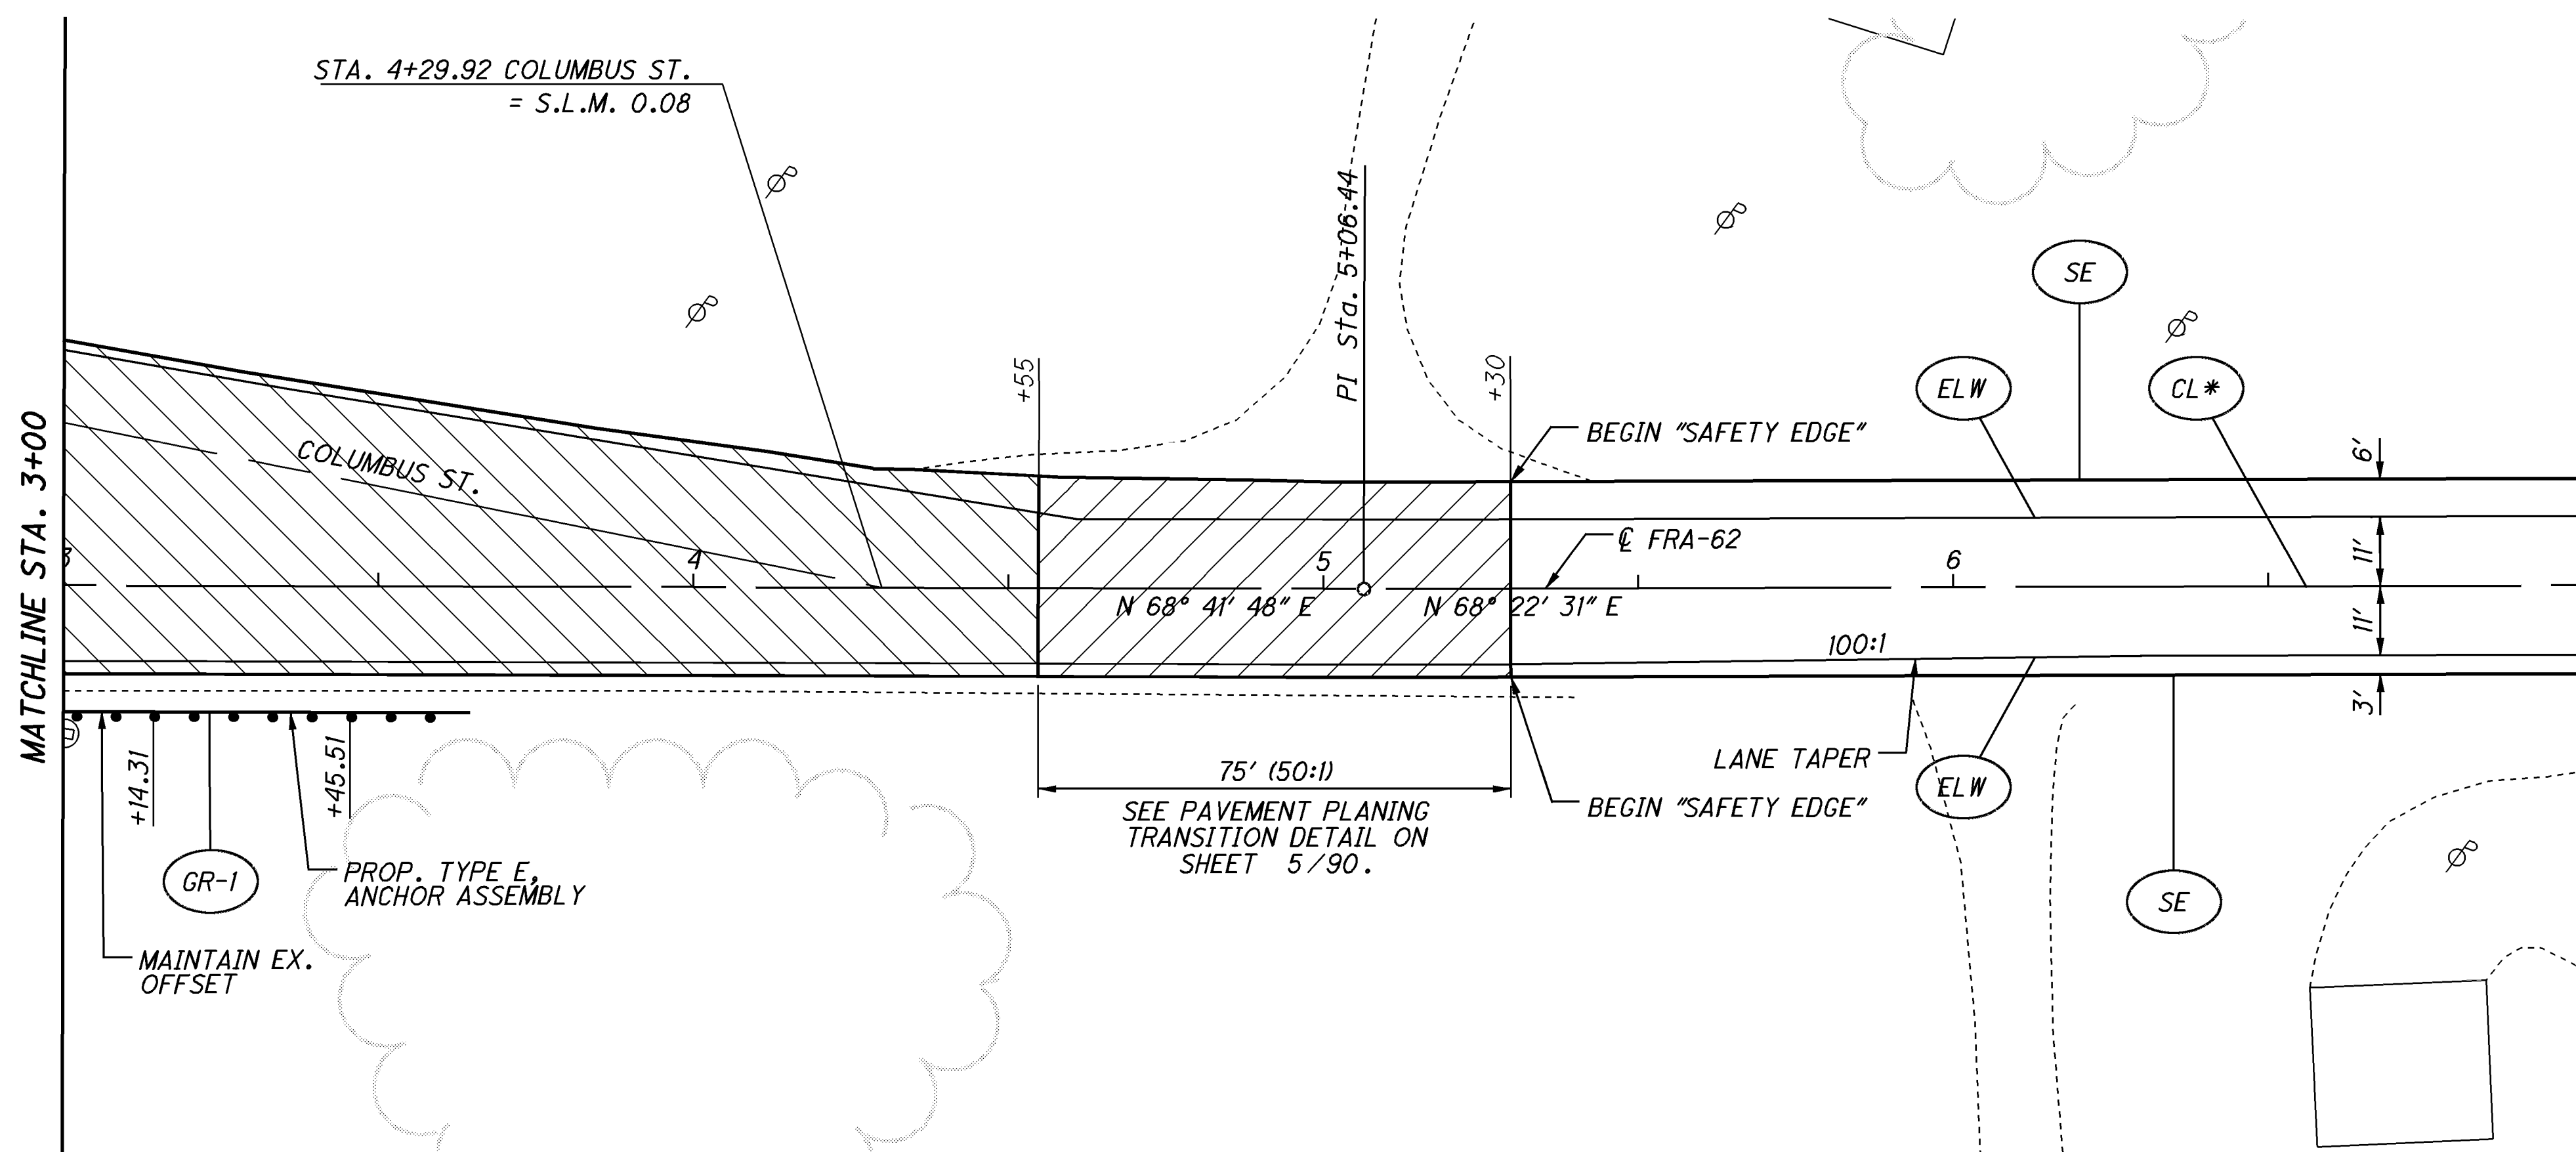 STA. 4+29.92 COLUMBUS ST.
= S.L.M. 0.08
PI Sta. 5+06.44
SE
ELW
CL*
+55
+30
BEGIN "SAFETY EDGE"
6'
MATCHLINE STA. 3+00
COLUMBUS ST.
℄ FRA-62
3
4
5
6
11'
N 68° 41' 48" E
N 68° 22' 31" E
11'
100:1
3'
+14.31
+45.51
75' (50:1)
LANE TAPER
ELW
SEE PAVEMENT PLANING
TRANSITION DETAIL ON
SHEET 5/90.
BEGIN "SAFETY EDGE"
GR-1
PROP. TYPE E,
ANCHOR ASSEMBLY
SE
MAINTAIN EX.
OFFSET